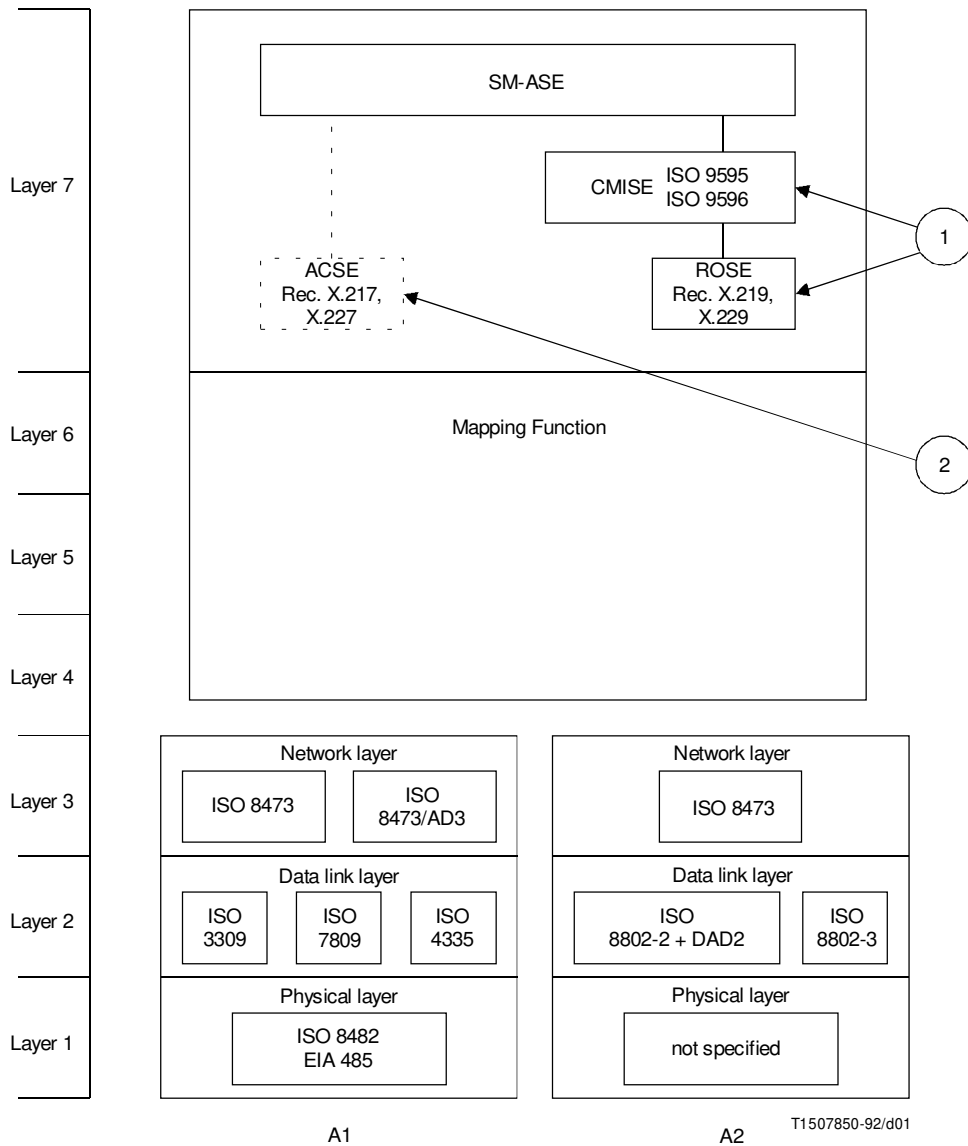 SM-ASE
Layer 7
CMISE
ISO 9595
ISO 9596
1
ACSE
Rec. X.217,
X.227
ROSE
Rec. X.219,
X.229
Layer 6
Mapping Function
2
Layer 5
Layer 4
Layer 3
Network layer
ISO 8473
ISO
8473/AD3
Network layer
ISO 8473
Layer 2
Data link layer
ISO
3309
ISO
7809
ISO
4335
Data link layer
ISO
8802-2 + DAD2
ISO
8802-3
Layer 1
Physical layer
ISO 8482
EIA 485
Physical layer
not specified
A1
A2
T1507850-92/d01